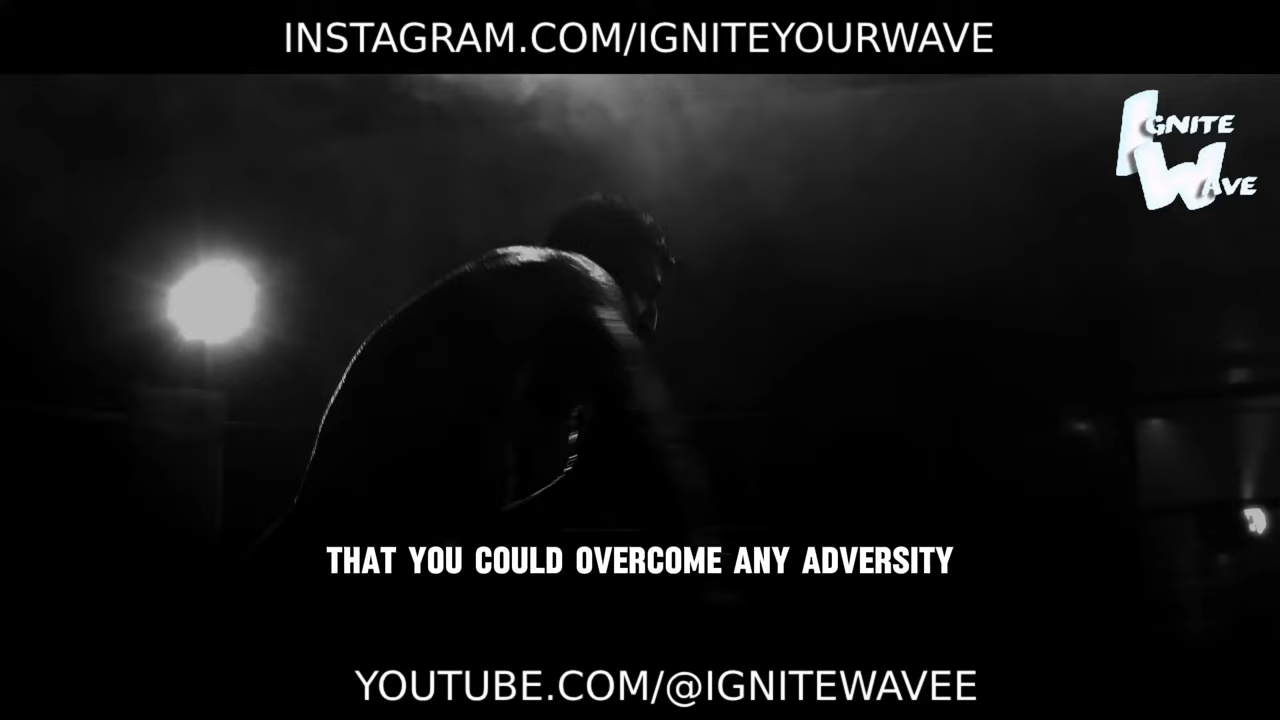 INSTAGRAM.COM/IGNITEYOURWAVE
IGNITE
WAVE
THAT YOU COULD OVERCOME ANY ADVERSITY
YOUTUBE.COM/@IGNITEWAVEE